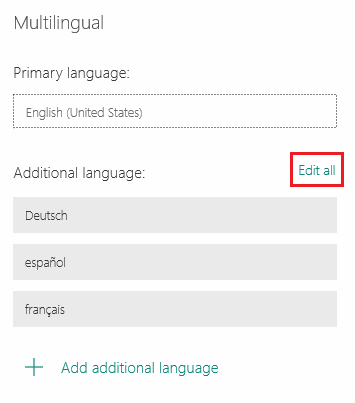 Multilingual
Primary language:
English (United States)
Additional language:
Edit all
Deutsch
español
français
Add additional language